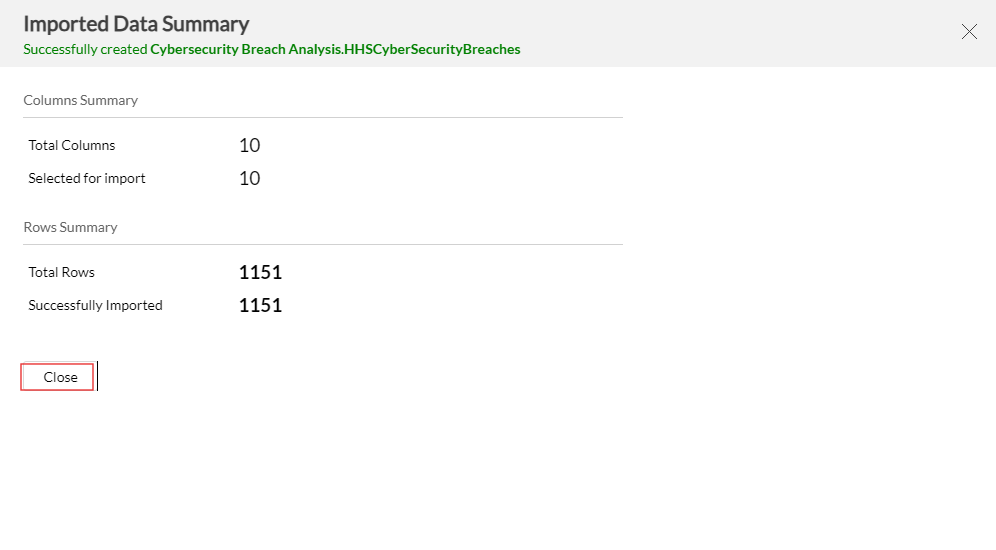 Imported Data Summary
Successfully created Cybersecurity Breach Analysis.HHSCyberSecurityBreaches
Columns Summary
Total Columns 10
Selected for import 10
Rows Summary
Total Rows 1151
Successfully Imported 1151
Close